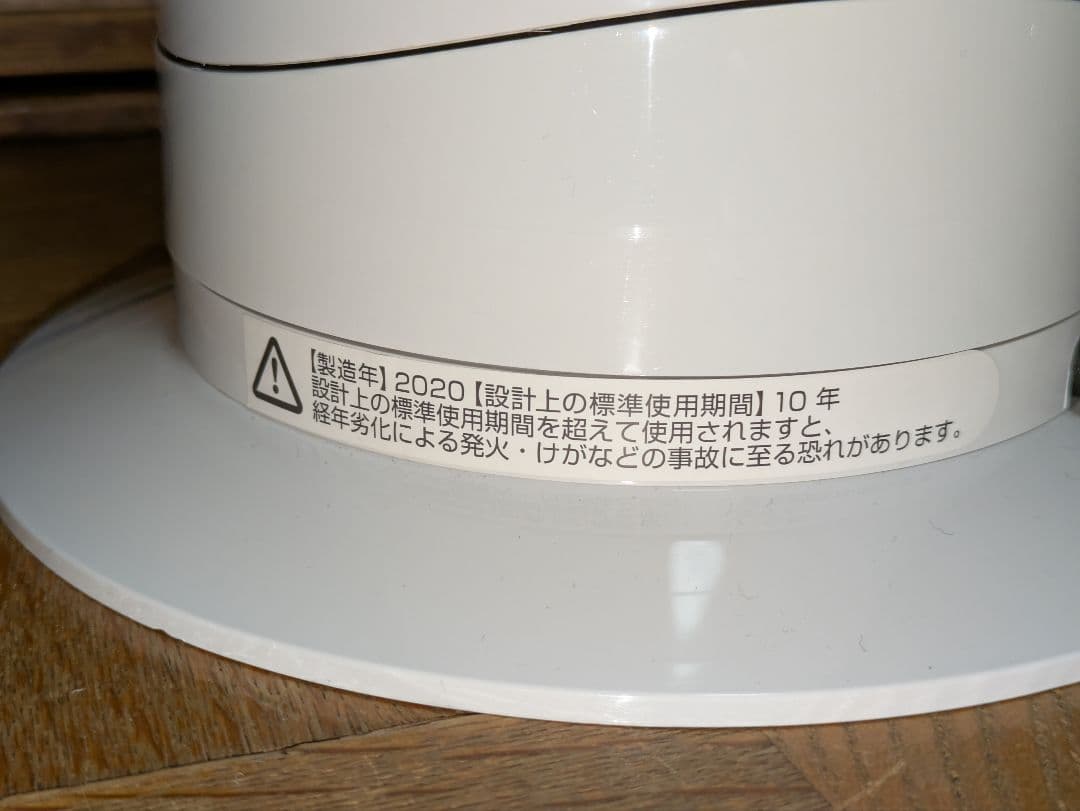 【製造年】2020【設計上の標準使用期間】10 年
設計上の標準使用期間を超えて使用されますと、
経年劣化による発火・けがなどの事故に至る恐れがあります。